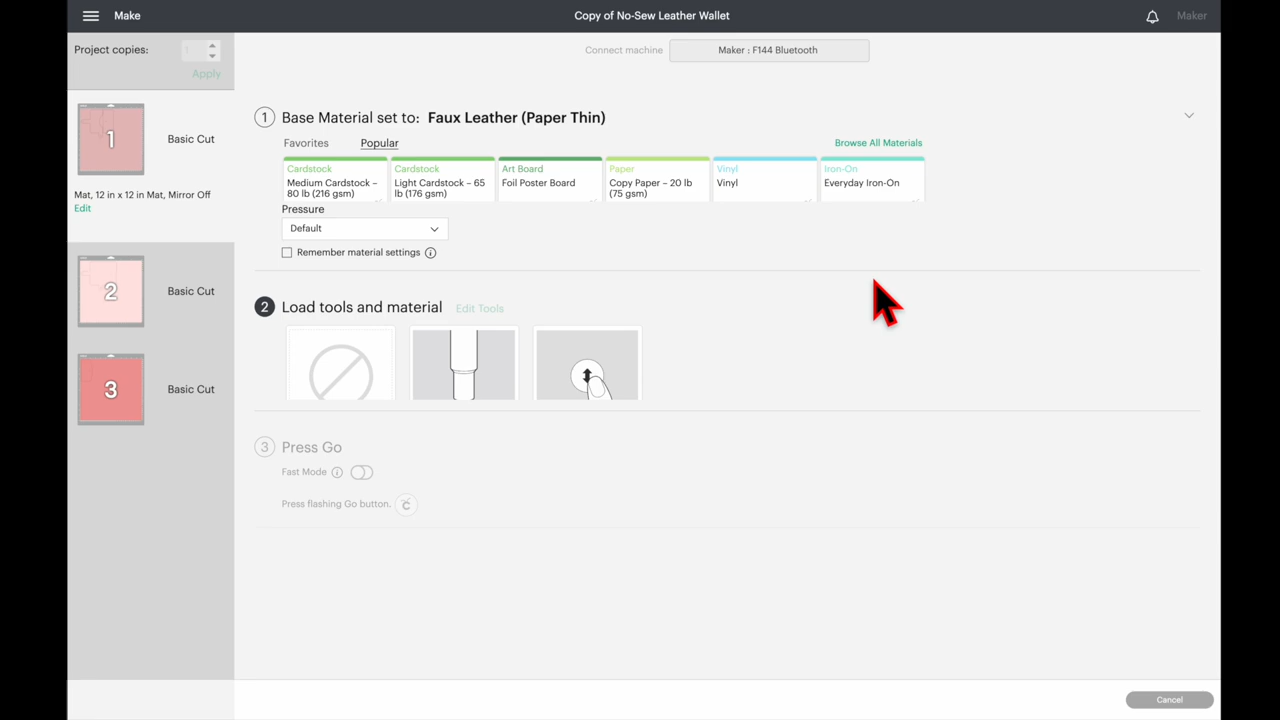 Make
Copy of No-Sew Leather Wallet
Maker
Project copies:
1
Apply
Connect machine
Maker : F144 Bluetooth
1
Basic Cut
Mat, 12 in x 12 in Mat, Mirror Off
Edit
2
Basic Cut
3
Basic Cut
1
Base Material set to: Faux Leather (Paper Thin)
Favorites
Popular
Browse All Materials
Cardstock
Medium Cardstock –
80 lb (216 gsm)
Cardstock
Light Cardstock – 65
lb (176 gsm)
Art Board
Foil Poster Board
Paper
Copy Paper – 20 lb
(75 gsm)
Vinyl
Vinyl
Iron-On
Everyday Iron-On
Pressure
Default
Remember material settings
2
Load tools and material
Edit Tools
3
Press Go
Fast Mode
Press flashing Go button.
Cancel